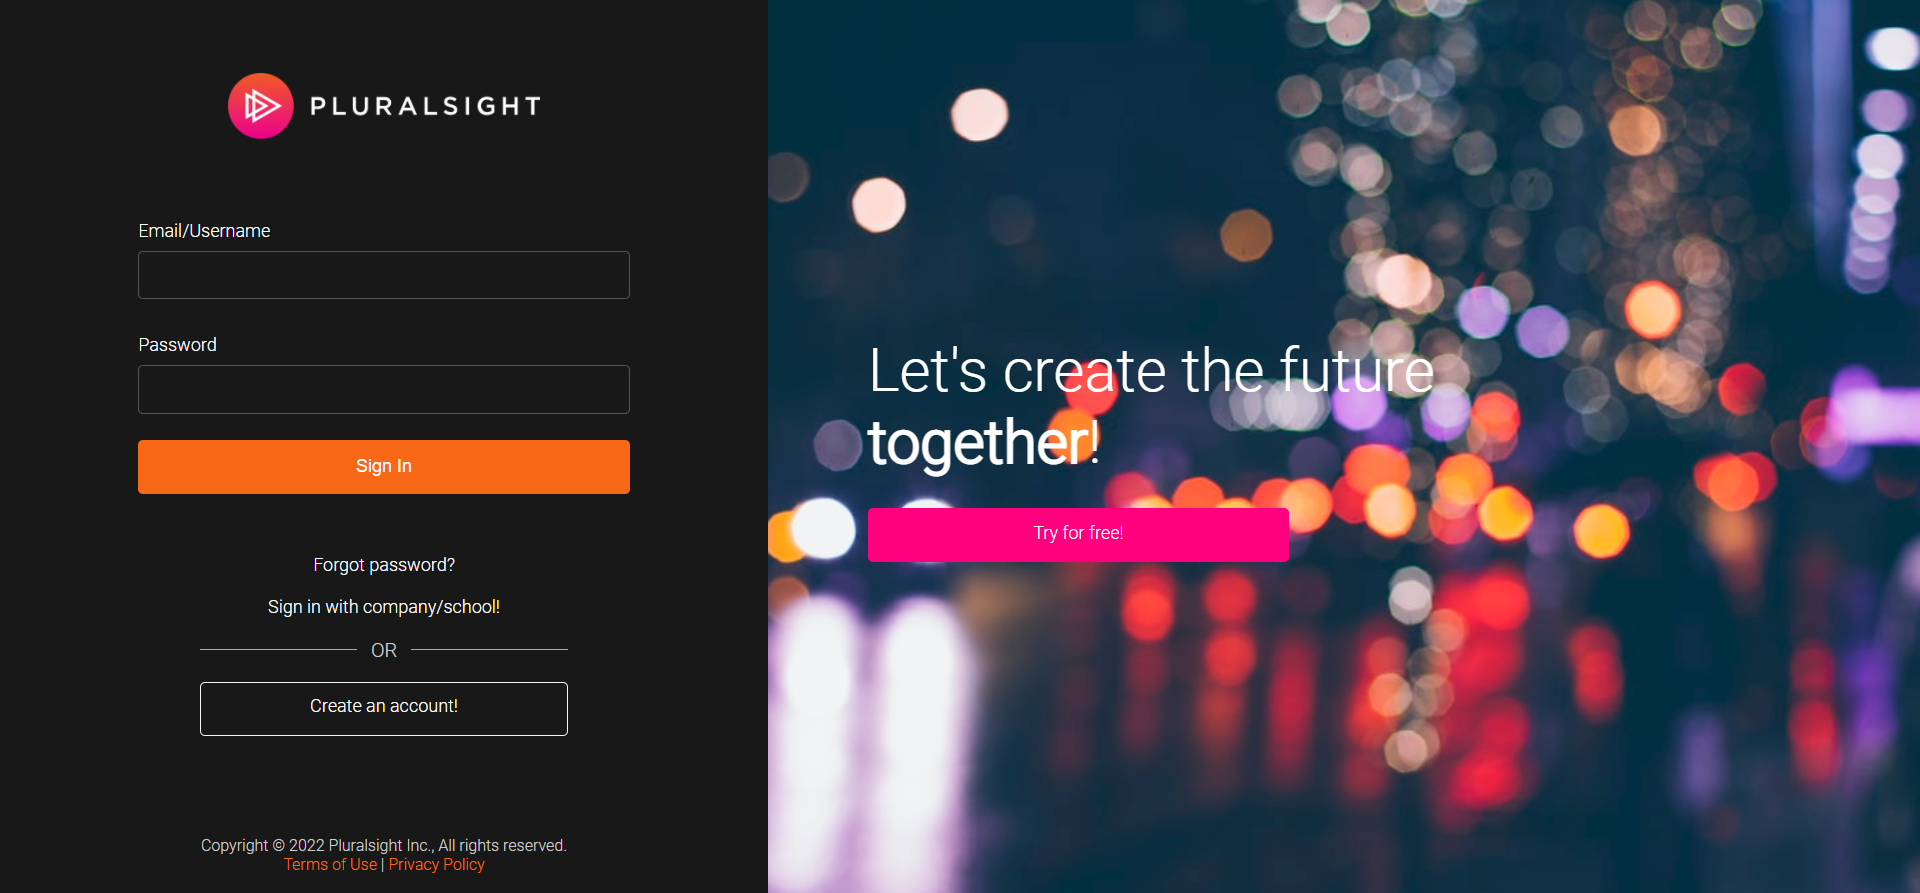 PLURALSIGHT
Email/Username
Password
Sign In
Forgot password?
Sign in with company/school!
OR
Create an account!
Copyright © 2022 Pluralsight Inc., All rights reserved.
Terms of Use | Privacy Policy
Let's create the future
together!
Try for free!